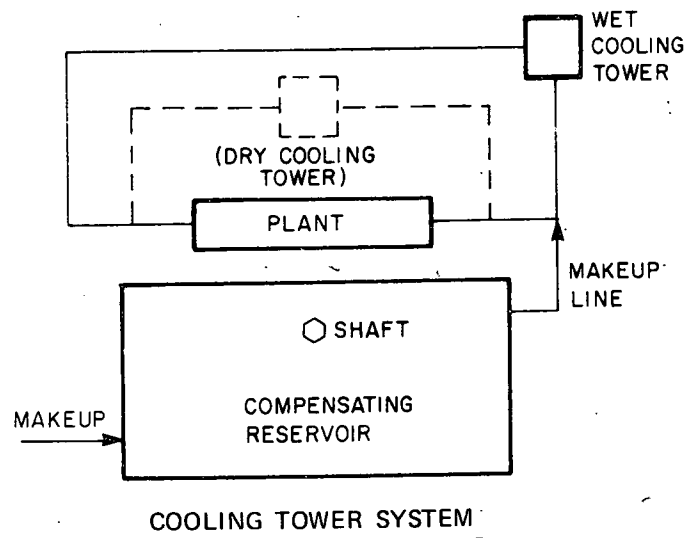 WET
COOLING
TOWER
(DRY COOLING
TOWER)
PLANT
MAKEUP
LINE
SHAFT
MAKEUP
COMPENSATING
RESERVOIR
COOLING TOWER SYSTEM